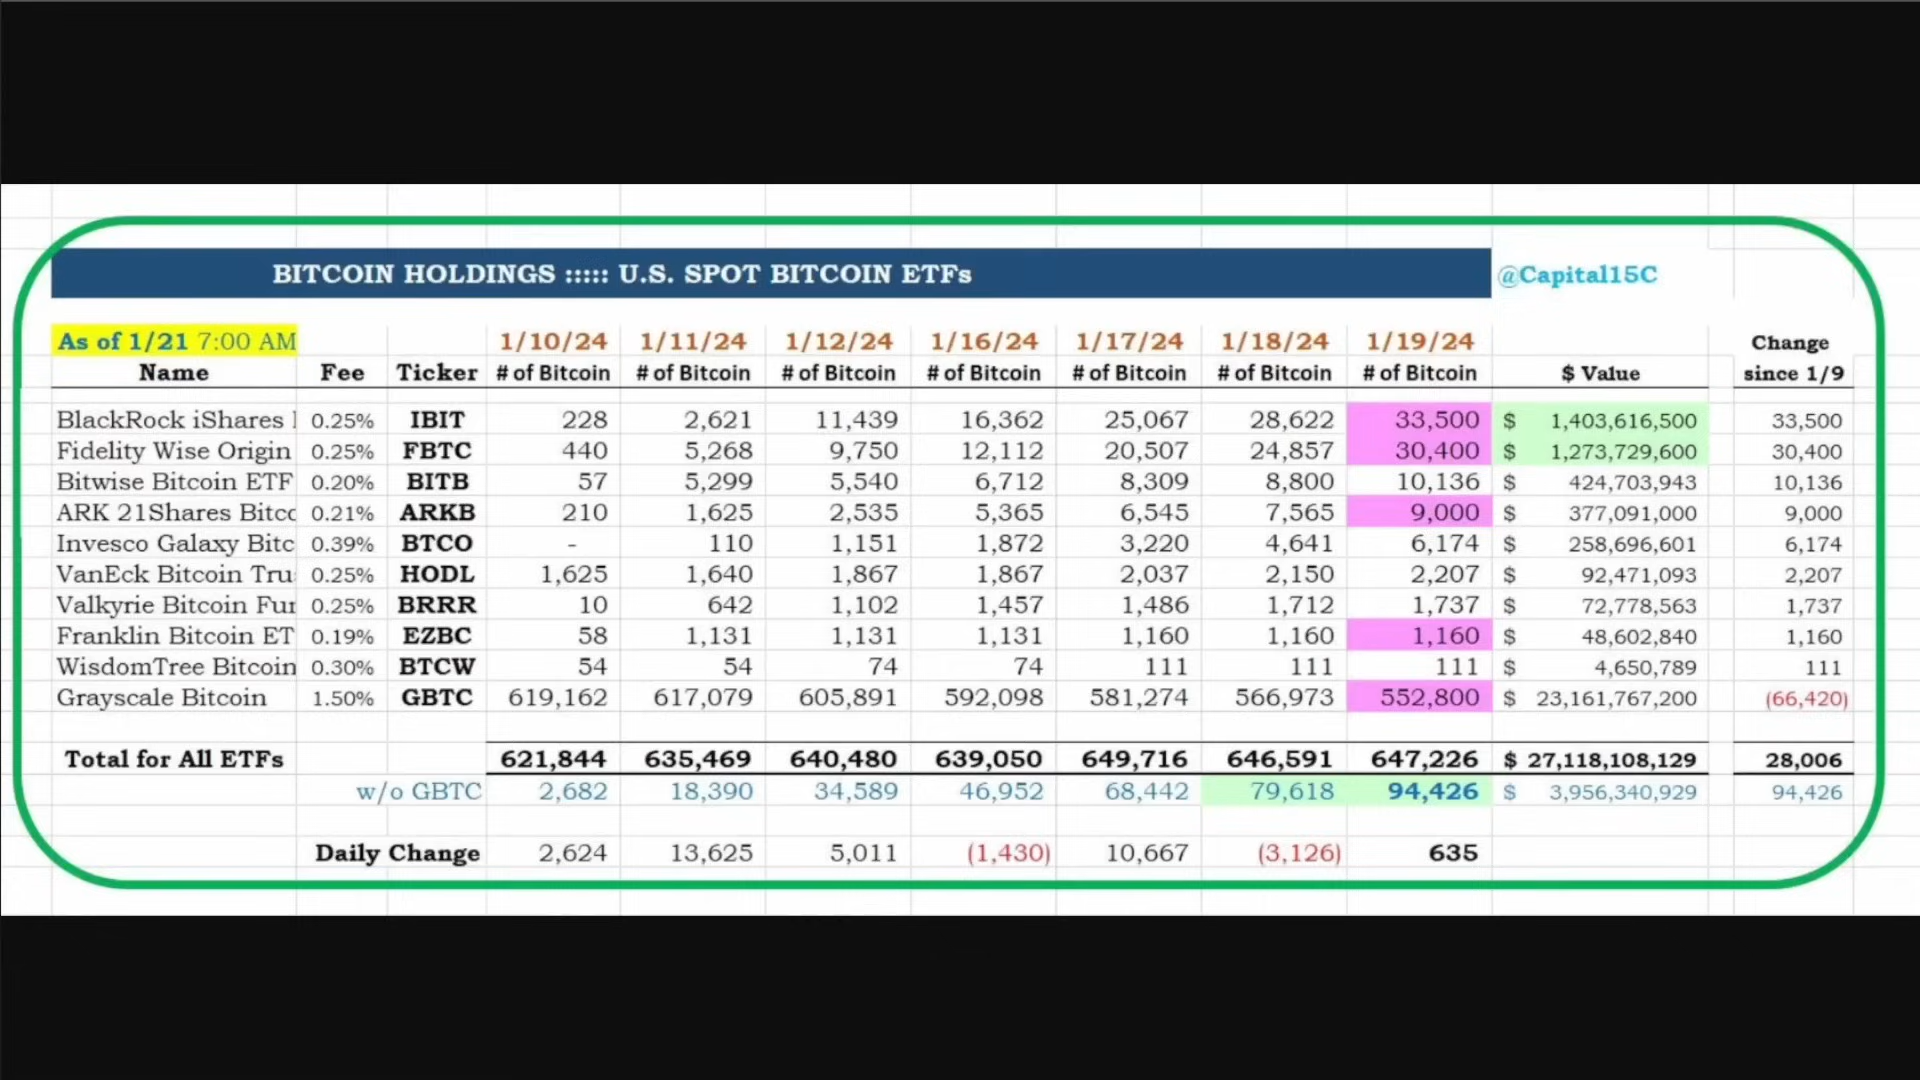 BITCOIN HOLDINGS ::::: U.S. SPOT BITCOIN ETFs @Capital15C
As of 1/21 7:00 AM 1/10/24 1/11/24 1/12/24 1/16/24 1/17/24 1/18/24 1/19/24 Change
Name Fee Ticker # of Bitcoin # of Bitcoin # of Bitcoin # of Bitcoin # of Bitcoin # of Bitcoin # of Bitcoin $ Value since 1/9
BlackRock iShares 0.25% IBIT 228 2,621 11,439 16,362 25,067 28,622 33,500 $ 1,403,616,500 33,500
Fidelity Wise Origin 0.25% FBTC 440 5,268 9,750 12,112 20,507 24,857 30,400 $ 1,273,729,600 30,400
Bitwise Bitcoin ETF 0.20% BITB 57 5,299 5,540 6,712 8,309 8,800 10,136 $ 424,703,943 10,136
ARK 21Shares Bitc 0.21% ARKB 210 1,625 2,535 5,365 6,545 7,565 9,000 $ 377,091,000 9,000
Invesco Galaxy Bitc 0.39% BTCO - 110 1,151 1,872 3,220 4,641 6,174 $ 258,696,601 6,174
VanEck Bitcoin Tru 0.25% HODL 1,625 1,640 1,867 1,867 2,037 2,150 2,207 $ 92,471,093 2,207
Valkyrie Bitcoin Fu 0.25% BRRR 10 642 1,102 1,457 1,486 1,712 1,737 $ 72,778,563 1,737
Franklin Bitcoin ET 0.19% EZBC 58 1,131 1,131 1,131 1,160 1,160 1,160 $ 48,602,840 1,160
WisdomTree Bitcoin 0.30% BTCW 54 54 74 74 111 111 111 $ 4,650,789 111
Grayscale Bitcoin 1.50% GBTC 619,162 617,079 605,891 592,098 581,274 566,973 552,800 $ 23,161,767,200 (66,420)
Total for All ETFs 621,844 635,469 640,480 639,050 649,716 646,591 647,226 $ 27,118,108,129 28,006
w/o GBTC 2,682 18,390 34,589 46,952 68,442 79,618 94,426 $ 3,956,340,929 94,426
Daily Change 2,624 13,625 5,011 (1,430) 10,667 (3,126) 635